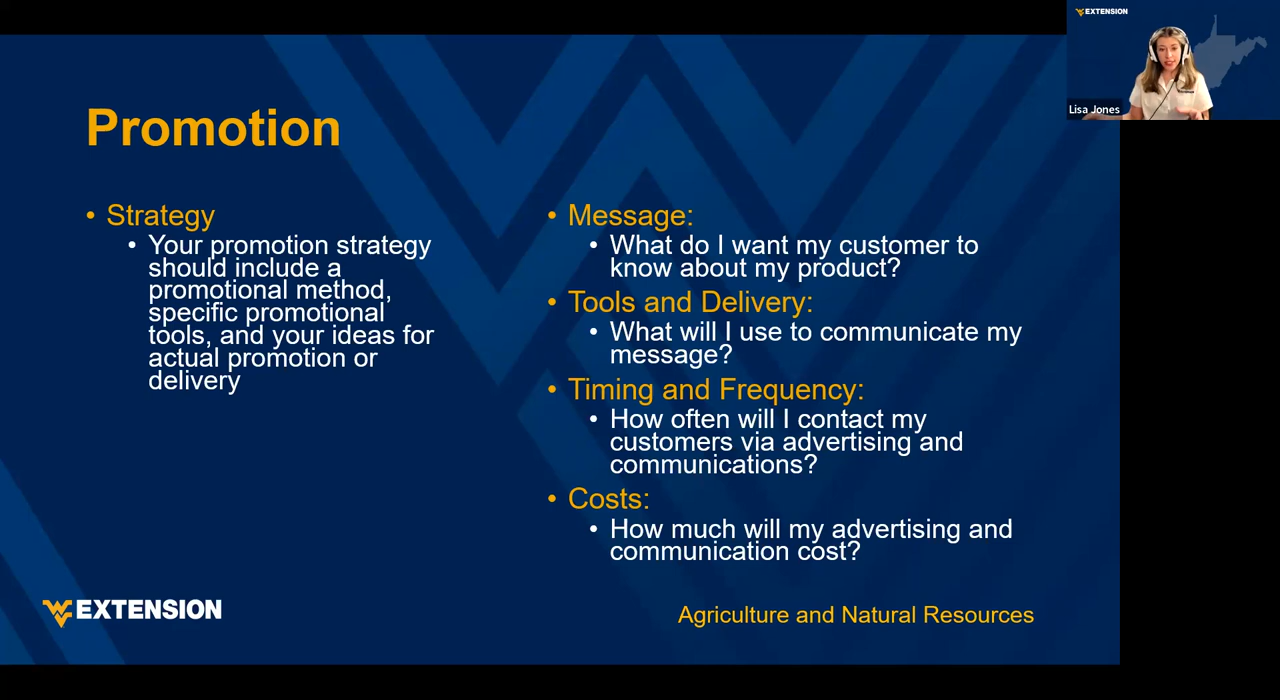 EXTENSION
Lisa Jones
Promotion
• Strategy
• Your promotion strategy
should include a
promotional method,
specific promotional
tools, and your ideas for
actual promotion or
delivery
• Message:
• What do I want my customer to
know about my product?
• Tools and Delivery:
• What will I use to communicate my
message?
• Timing and Frequency:
• How often will I contact my
customers via advertising and
communications?
• Costs:
• How much will my advertising and
communication cost?
EXTENSION
Agriculture and Natural Resources